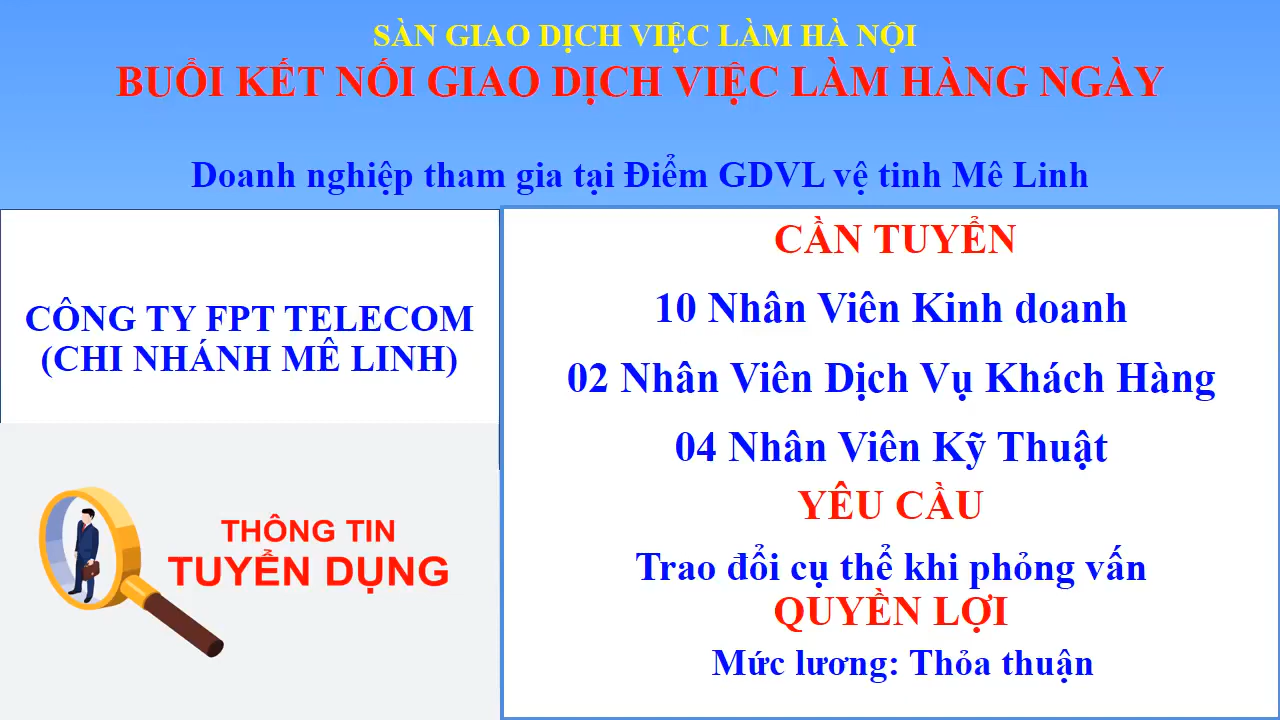 SÀN GIAO DỊCH VIỆC LÀM HÀ NỘI
BUỔI KẾT NỐI GIAO DỊCH VIỆC LÀM HÀNG NGÀY
Doanh nghiệp tham gia tại Điểm GDVL vệ tinh Mê Linh
CÔNG TY FPT TELECOM
(CHI NHÁNH MÊ LINH)
THÔNG TIN
TUYỂN DỤNG
CẦN TUYỂN
10 Nhân Viên Kinh doanh
02 Nhân Viên Dịch Vụ Khách Hàng
04 Nhân Viên Kỹ Thuật
YÊU CẦU
Trao đổi cụ thể khi phỏng vấn
QUYỀN LỢI
Mức lương: Thỏa thuận